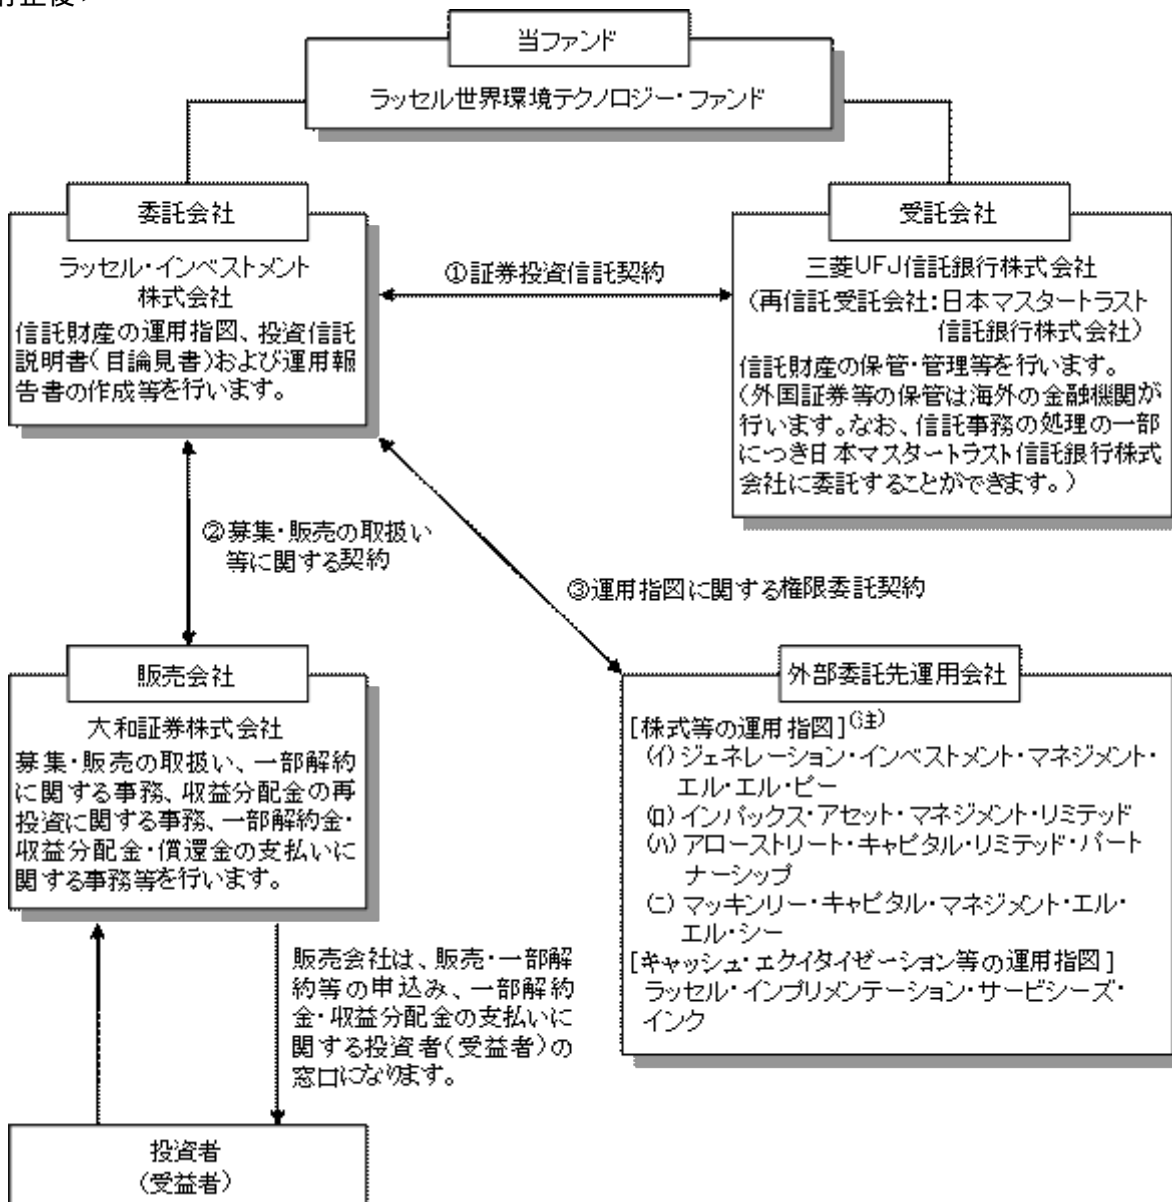 当ファンド
ラッセル世界環境テクノロジー・ファンド
委託会社
ラッセル・インベストメント
株式会社
信託財産の運用指図、投資信託
説明書(目論見書)および運用報
告書の作成等を行います。
①証券投資信託契約
受託会社
三菱UFJ信託銀行株式会社
(再信託受託会社:日本マスタートラスト
信託銀行株式会社)
信託財産の保管・管理等を行います。
(外国証券等の保管は海外の金融機関が
行います。なお、信託事務の処理の一部
につき日本マスタートラスト信託銀行株式
会社に委託することができます。)
②募集・販売の取扱い
等に関する契約
③運用指図に関する権限委託契約
販売会社
大和証券株式会社
募集・販売の取扱い、一部解約
に関する事務、収益分配金の再
投資に関する事務、一部解約金・
収益分配金・償還金の支払いに
関する事務等を行います。
外部委託先運用会社
[株式等の運用指図](注)
(イ)ジェネレーション・インベストメント・マネジメント・
エル・エル・ピー
(ロ)インパックス・アセット・マネジメント・リミテッド
(ハ)アローストリート・キャピタル・リミテッド・パート
ナーシップ
(ニ)マッキンリー・キャピタル・マネジメント・エル・
エル・シー
[キャッシュ・エクイタイゼーション等の運用指図]
ラッセル・インプリメンテーション・サービシーズ・
インク
販売会社は、販売・一部解
約等の申込み、一部解約
金・収益分配金の支払いに
関する投資者(受益者)の
窓口になります。
投資者
(受益者)